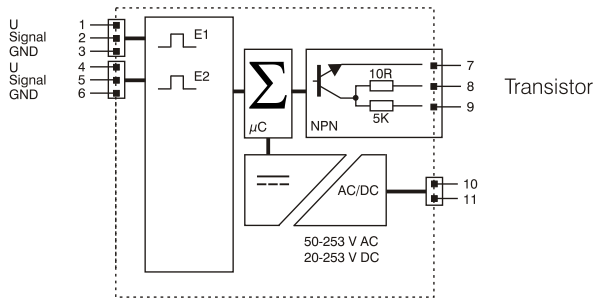 U 1
Signal 2
GND 3
U 4
Signal 5
GND 6
E1
E2
Σ
µC
10R
5K
NPN
7
8
9
Transistor
AC/DC
10
11
50-253 V AC
20-253 V DC